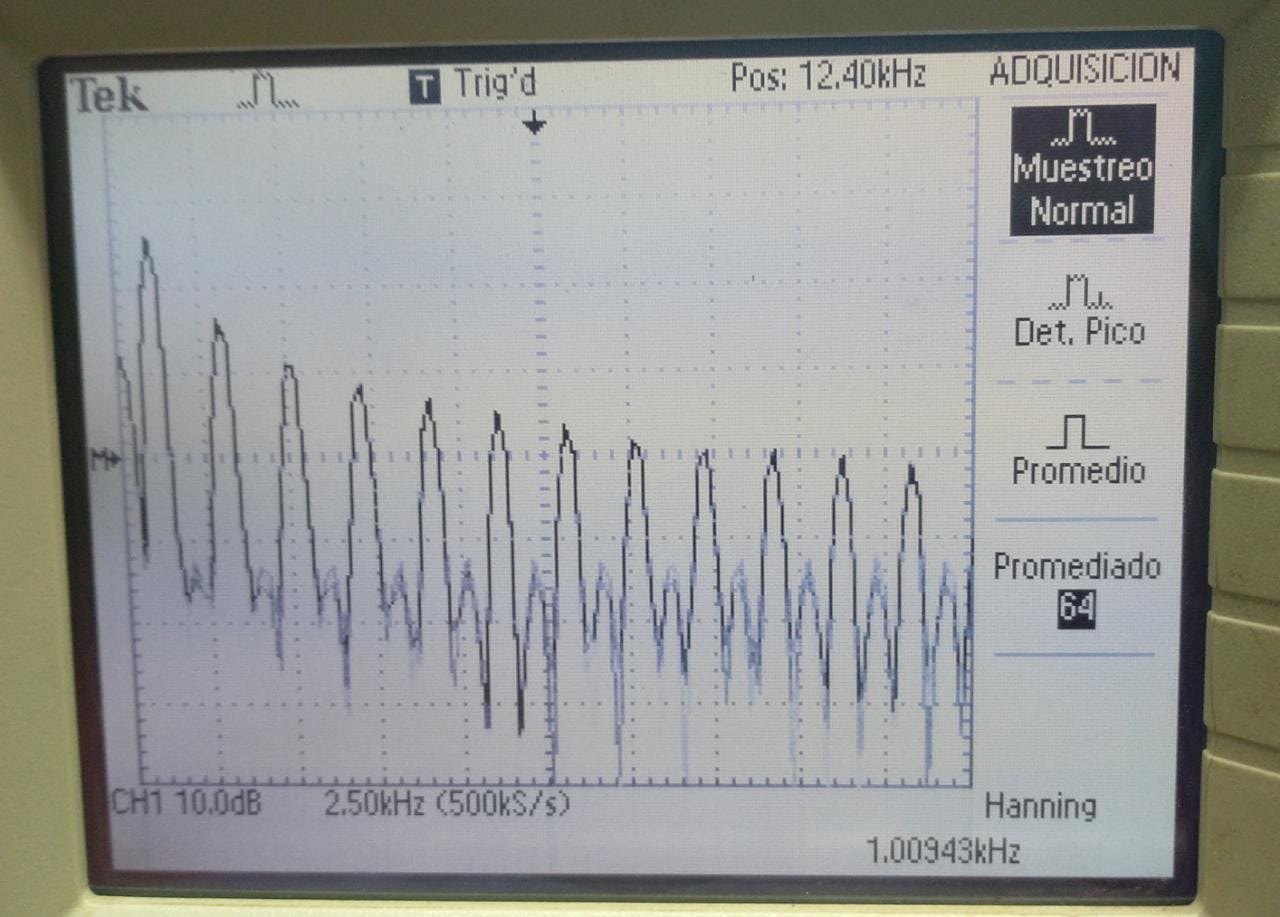 Tek
T Trig'd
Pos: 12.40kHz
ADQUISICION
Muestreo
Normal
Det. Pico
M
Promedio
Promediado
64
CH1 10.0dB
2.50kHz (500kS/s)
Hanning
1.00943kHz